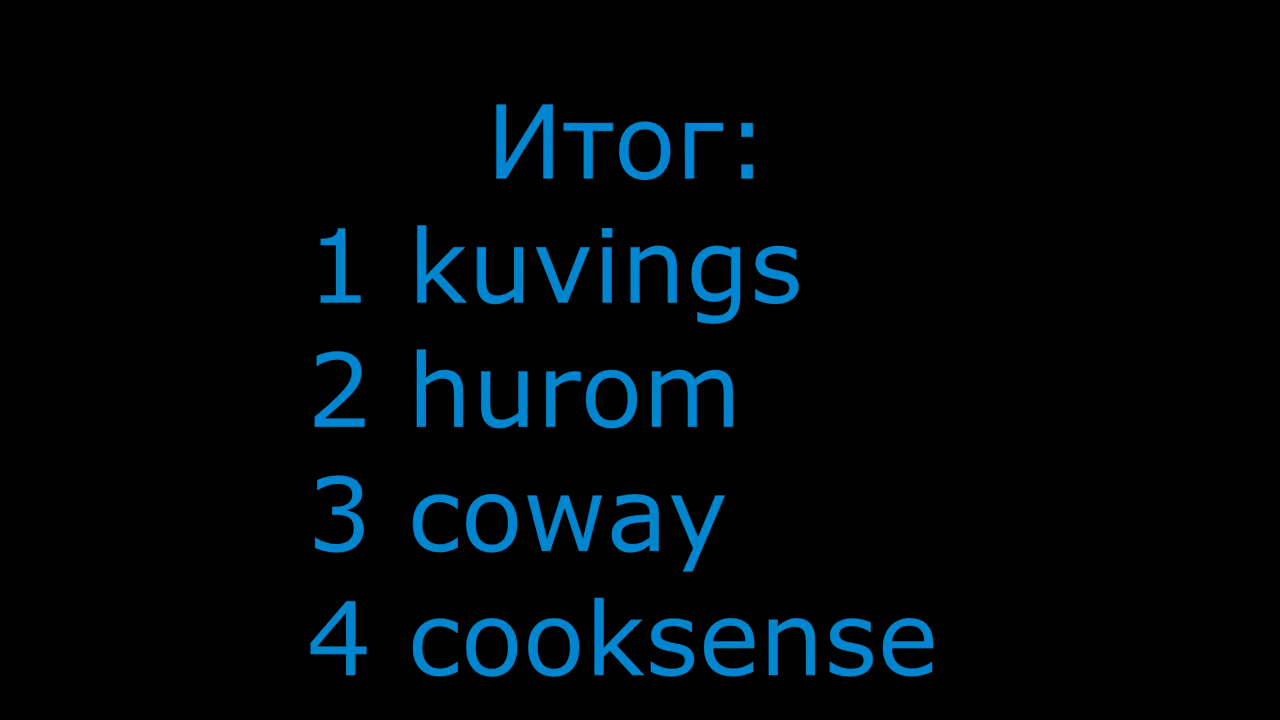 Итог:
1 kuvings
2 hurom
3 coway
4 cooksense